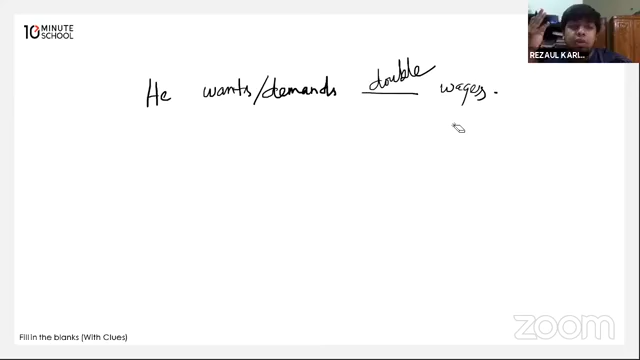 10 MINUTE SCHOOL
REZAUL KARI...
He wants/demands double wages.
Fill in the blanks (With Clues)
zoom